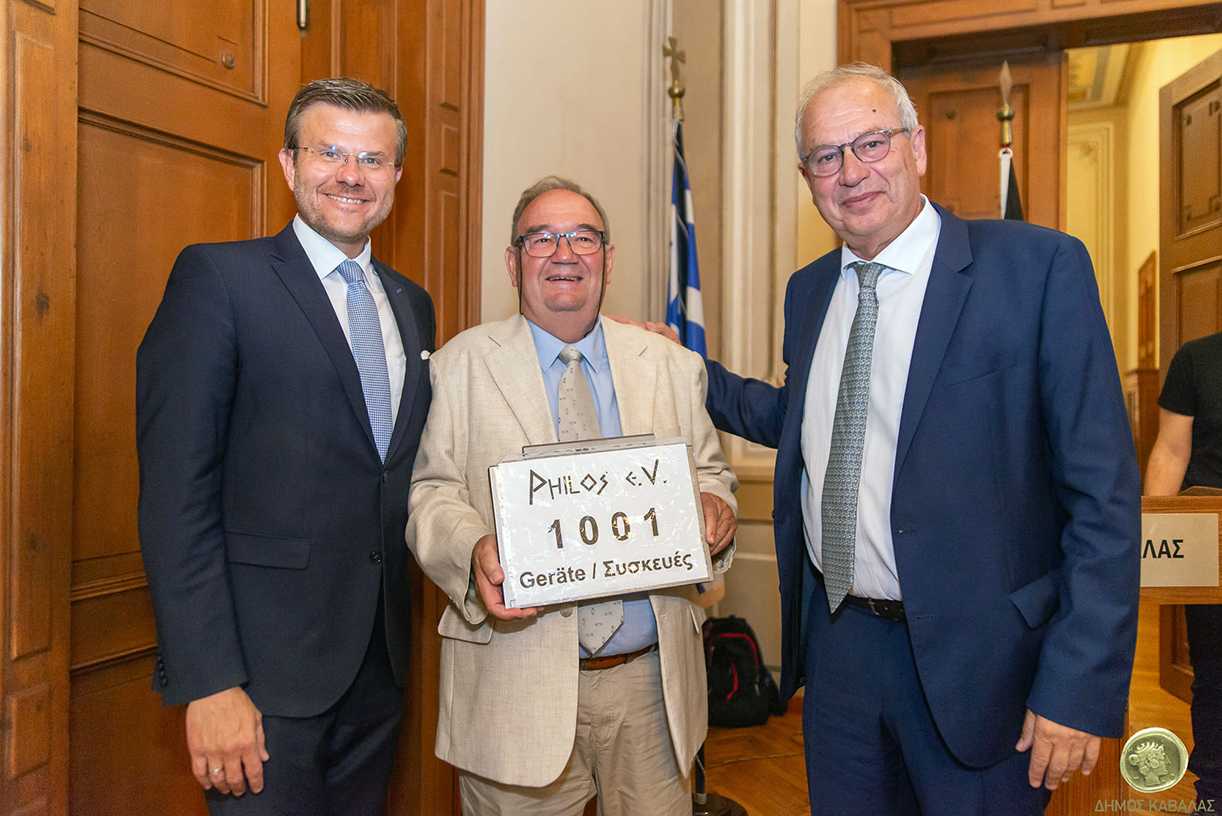 PHILOS e.V.
1001
Geräte / Συσκευές
ΛΑΣ
ΔΗΜΟΣ ΚΑΒΑΛΑΣ